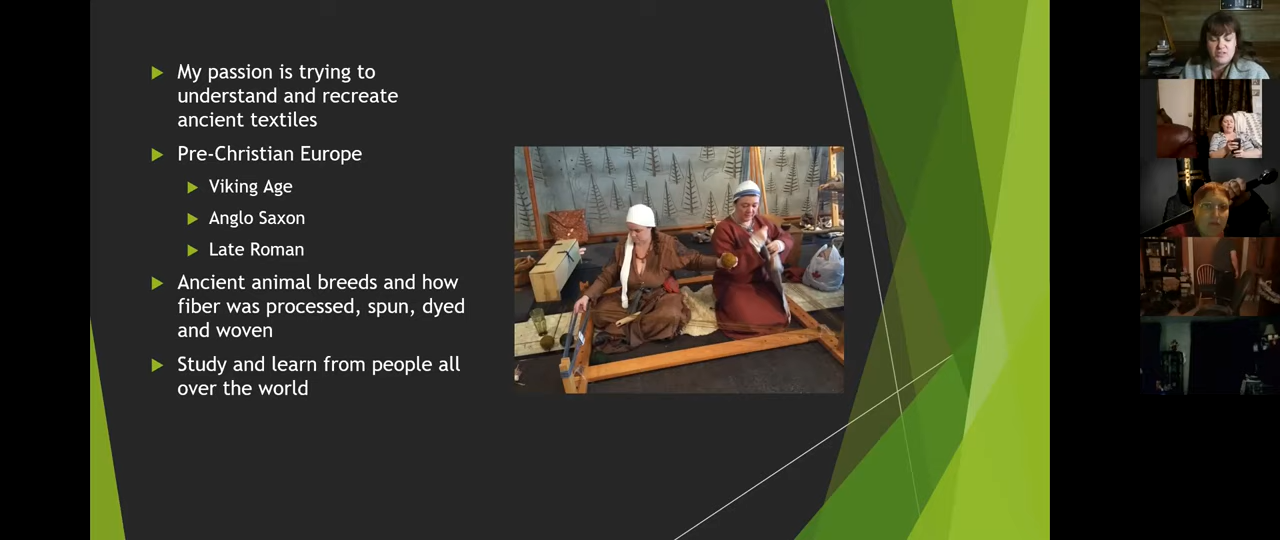 My passion is trying to
understand and recreate
ancient textiles
Pre-Christian Europe
Viking Age
Anglo Saxon
Late Roman
Ancient animal breeds and how
fiber was processed, spun, dyed
and woven
Study and learn from people all
over the world